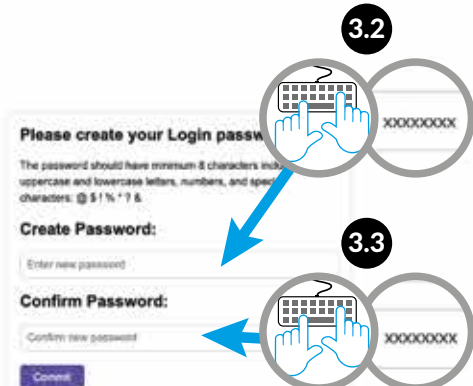 3.2
XXXXXXXX
Please create your Login passw
The password should have minimum 8 characters inclu
uppercase and lowercase letters, numbers, and spec
characters: @ $ ! % * ? &
Create Password:
Enter new password
3.3
Confirm Password:
Confirm new password
XXXXXXXX
Commit